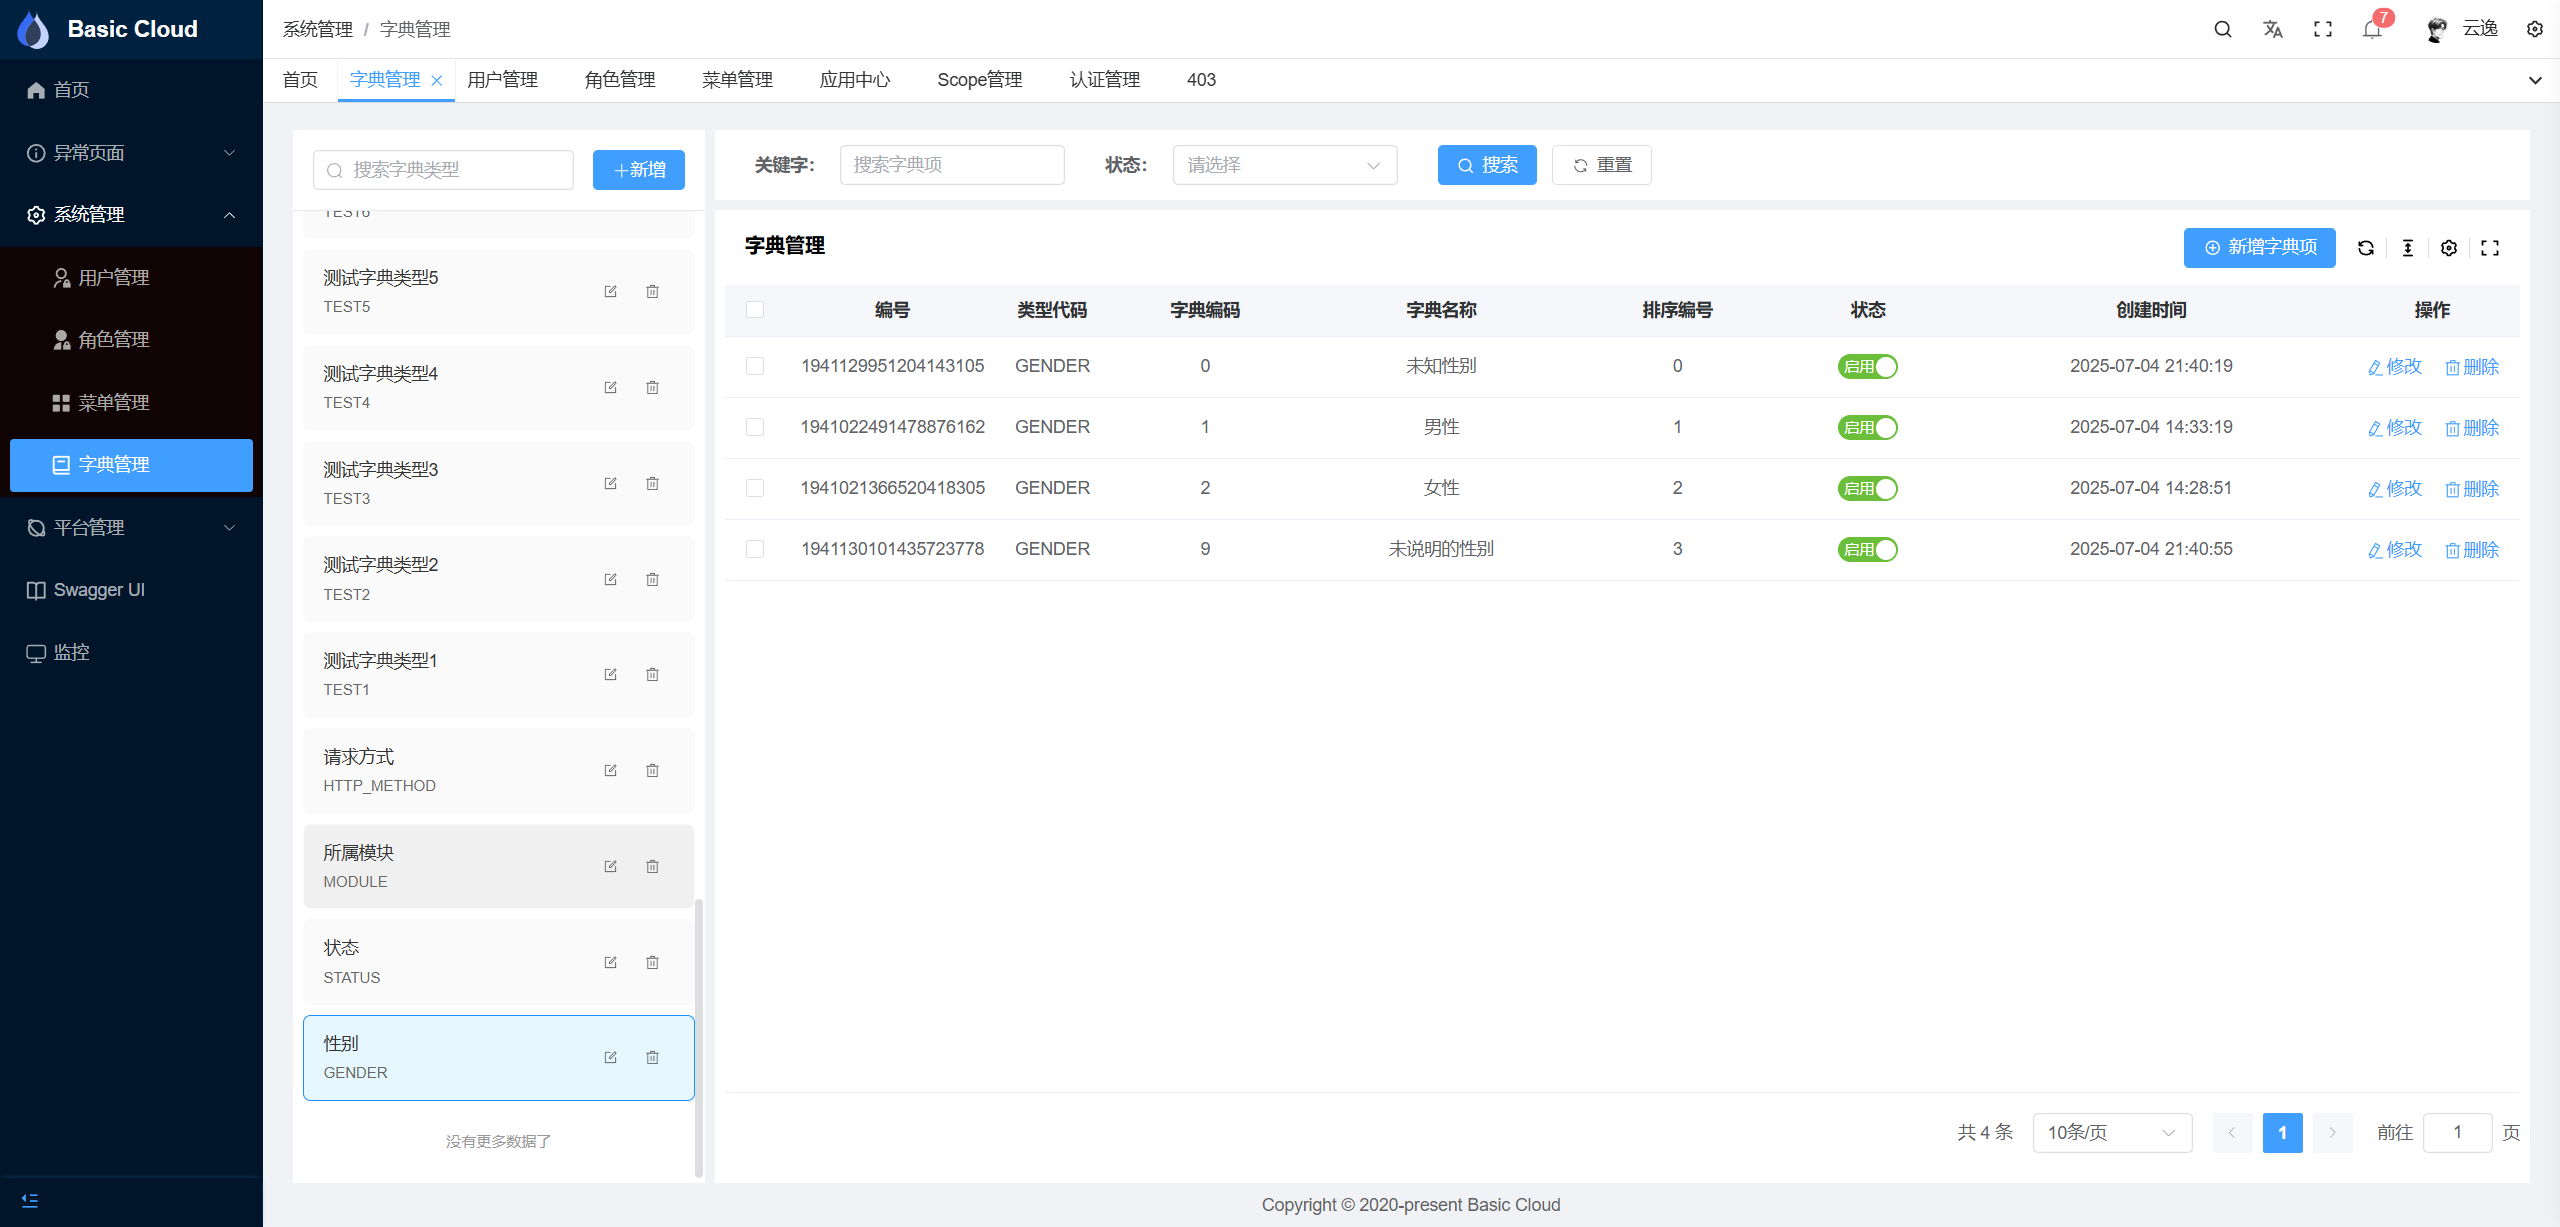 Basic Cloud
首页
异常页面
系统管理
用户管理
角色管理
菜单管理
字典管理
平台管理
Swagger UI
监控
系统管理 / 字典管理
7
云逸
首页 字典管理 用户管理 角色管理 菜单管理 应用中心 Scope管理 认证管理 403
搜索字典类型 新增
TEST6
测试字典类型5
TEST5
测试字典类型4
TEST4
测试字典类型3
TEST3
测试字典类型2
TEST2
测试字典类型1
TEST1
请求方式
HTTP_METHOD
所属模块
MODULE
状态
STATUS
性别
GENDER
没有更多数据了
关键字： 搜索字典项 状态： 请选择 搜索 重置
字典管理 新增字典项
编号 类型代码 字典编码 字典名称 排序编号 状态 创建时间 操作
1941129951204143105 GENDER 0 未知性别 0 启用 2025-07-04 21:40:19 修改 删除
1941022491478876162 GENDER 1 男性 1 启用 2025-07-04 14:33:19 修改 删除
1941021366520418305 GENDER 2 女性 2 启用 2025-07-04 14:28:51 修改 删除
1941130101435723778 GENDER 9 未说明的性别 3 启用 2025-07-04 21:40:55 修改 删除
共 4 条 10条/页 1 前往 1 页
Copyright © 2020-present Basic Cloud